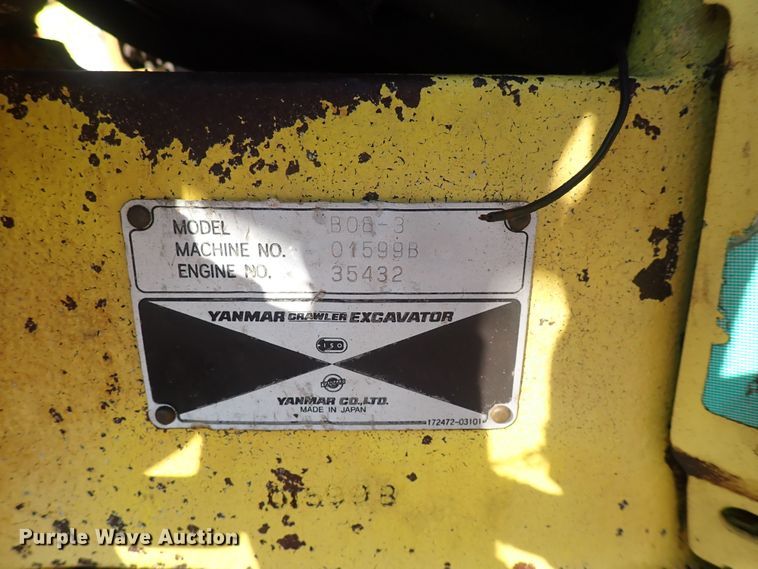 MODEL B08-3
MACHINE NO. 01599B
ENGINE NO. 35432
YANMAR CRAWLER EXCAVATOR
ISO
YANMAR CO.,LTD.
MADE IN JAPAN
172472-03101
01599B
Purple Wave Auction